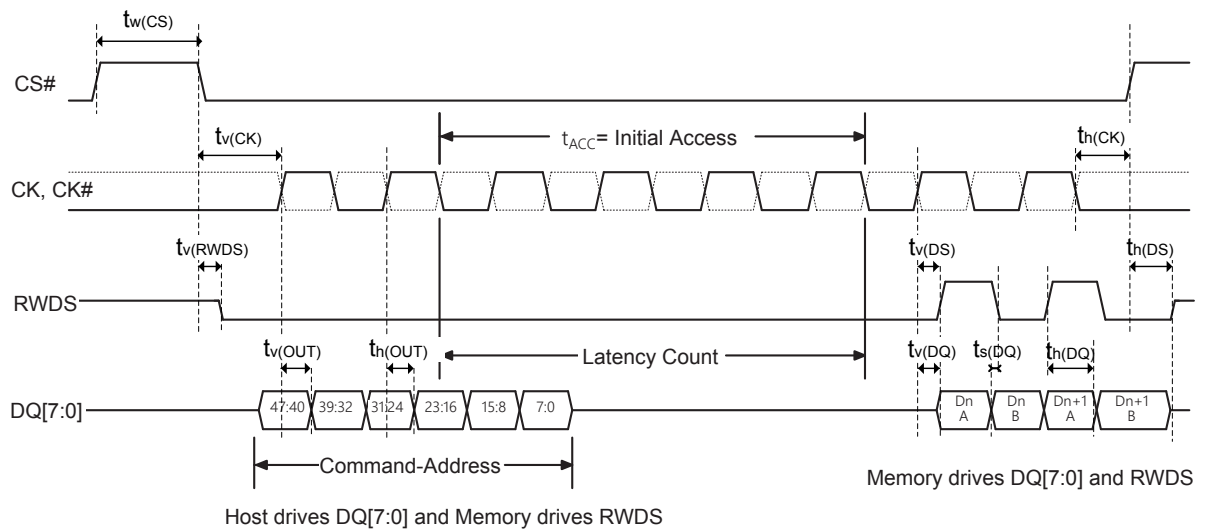 tw(CS)
CS#
tv(CK)
tACC= Initial Access
th(CK)
CK, CK#
tv(RWDS)
tv(DS)
th(DS)
RWDS
tv(OUT)
th(OUT)
Latency Count
tv(DQ)
ts(DQ)
th(DQ)
DQ[7:0]
47:40
39:32
31:24
23:16
15:8
7:0
Dn
A
Dn
B
Dn+1
A
Dn+1
B
Command-Address
Memory drives DQ[7:0] and RWDS
Host drives DQ[7:0] and Memory drives RWDS